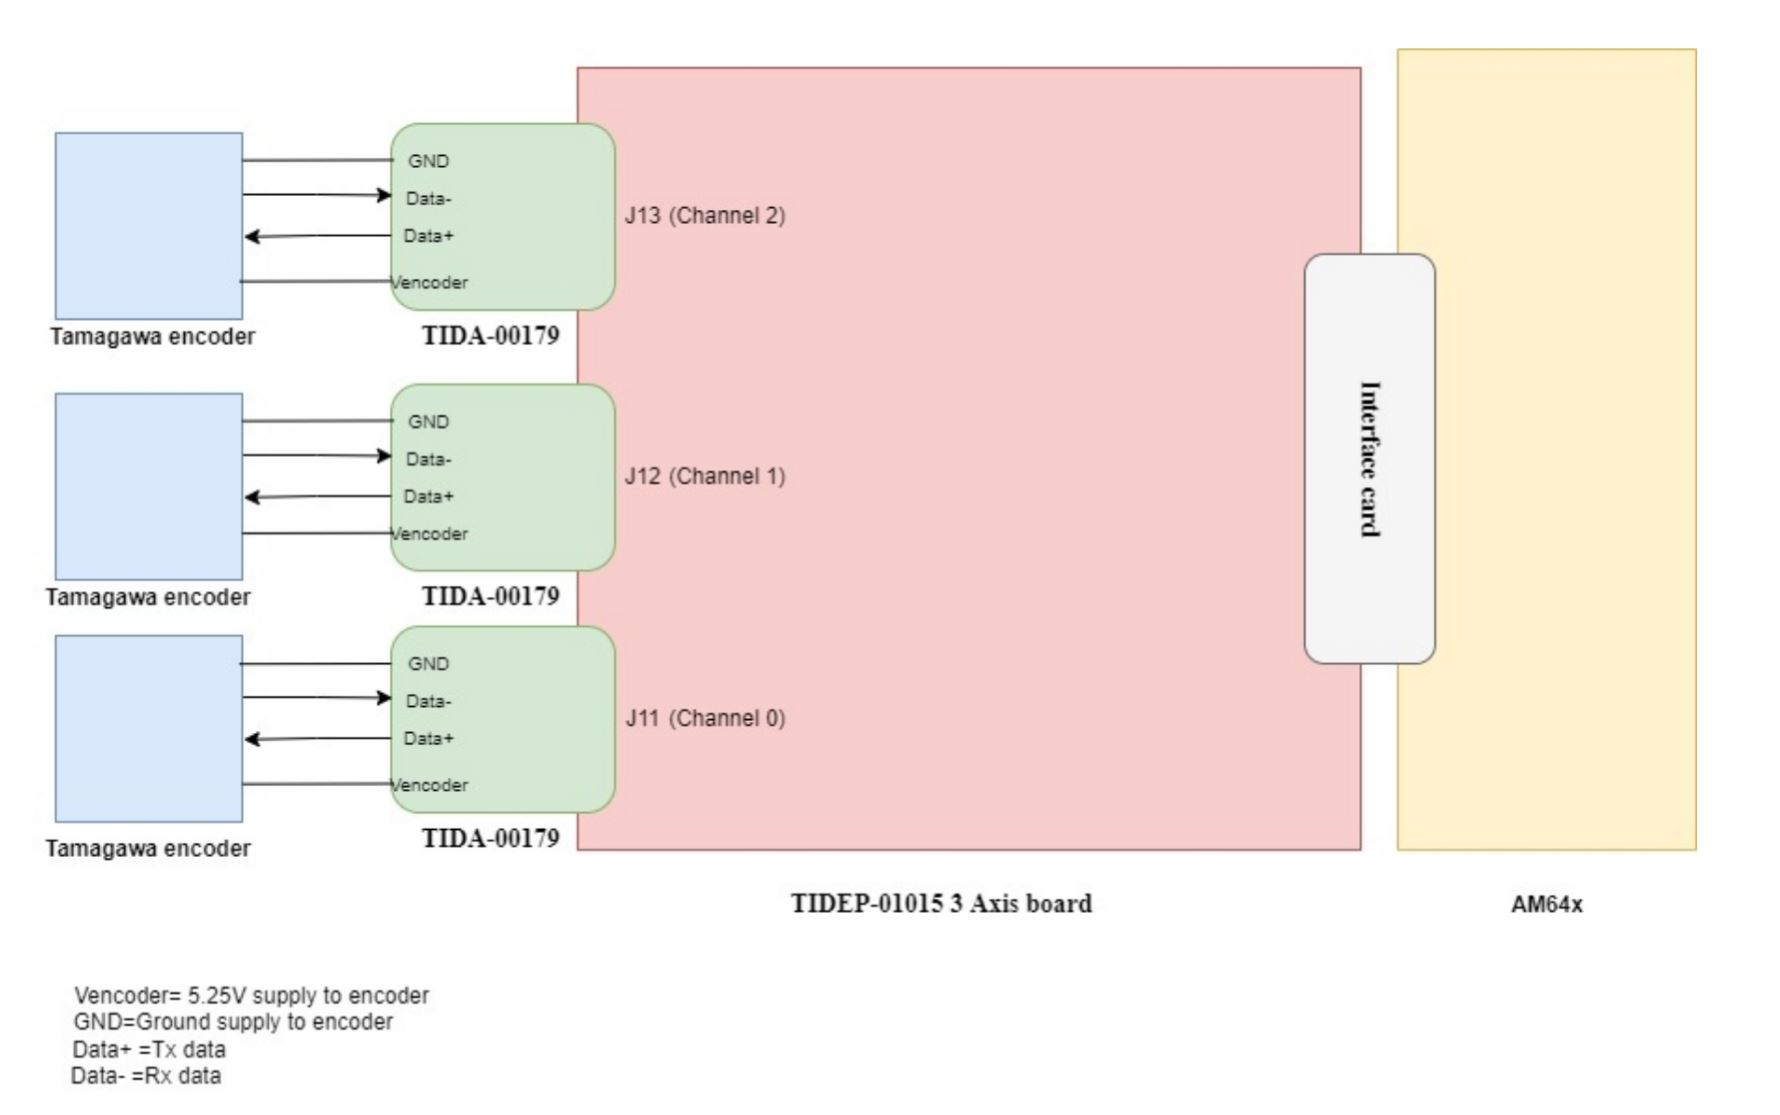 GND
Data-
Data+
Vencoder
J13 (Channel 2)
Tamagawa encoder
TIDA-00179
GND
Data-
Data+
Vencoder
J12 (Channel 1)
Tamagawa encoder
TIDA-00179
GND
Data-
Data+
Vencoder
J11 (Channel 0)
Tamagawa encoder
TIDA-00179
Interface card
TIDEP-01015 3 Axis board
AM64x
Vencoder= 5.25V supply to encoder
GND=Ground supply to encoder
Data+ =Tx data
Data- =Rx data